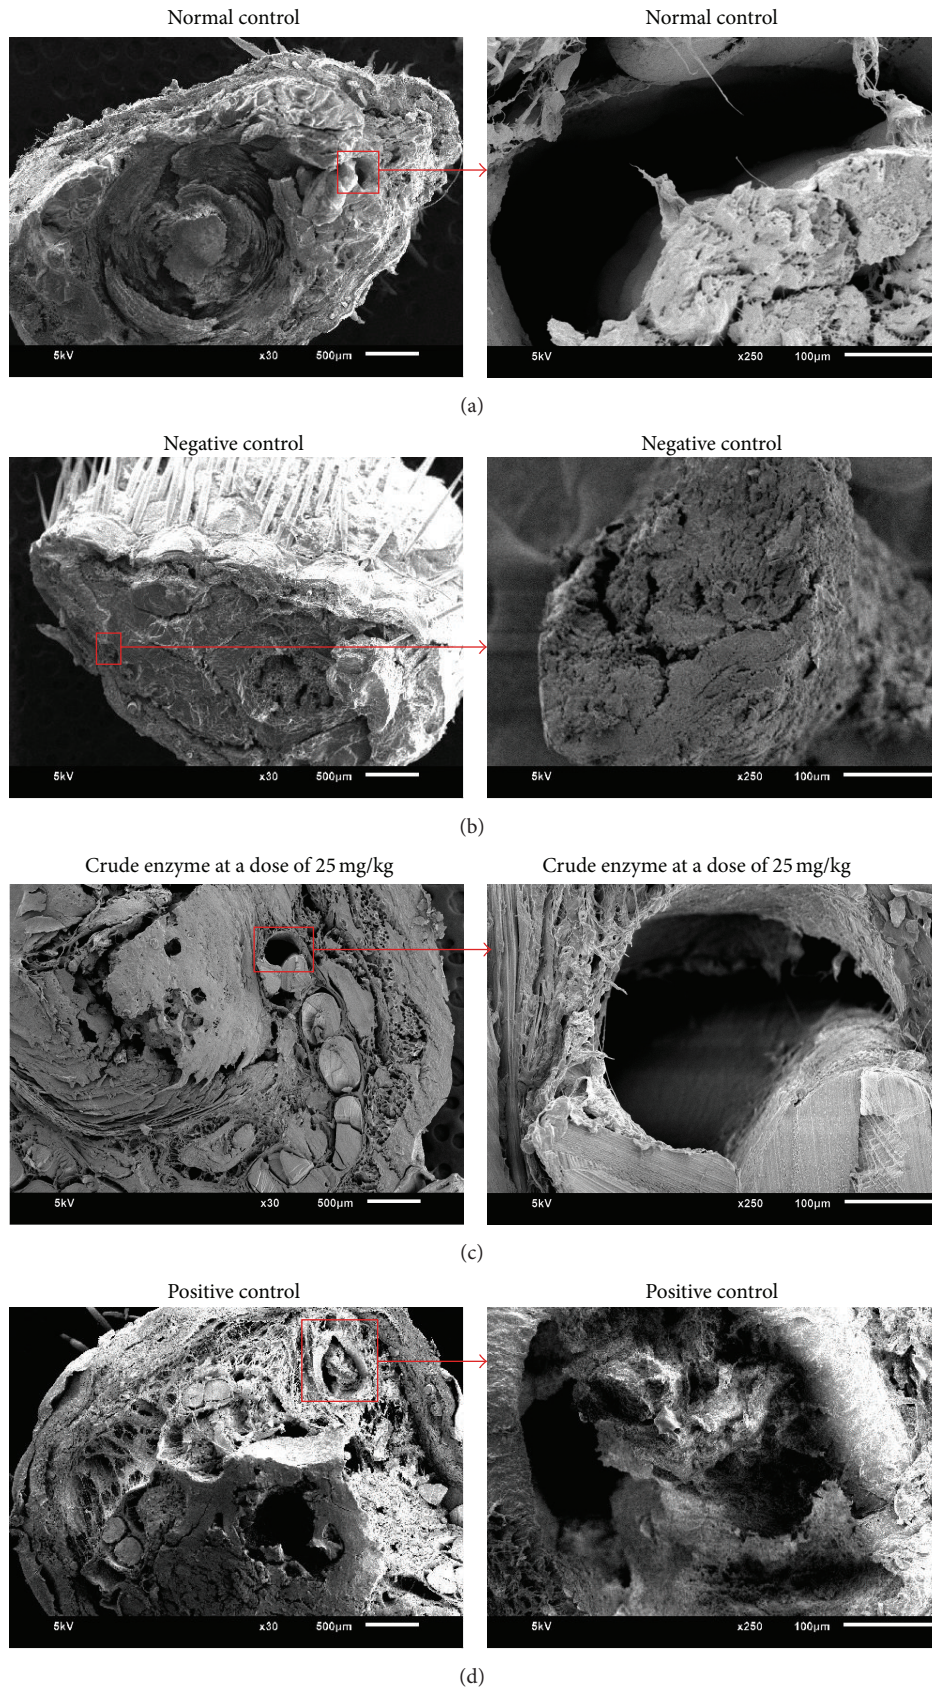 Normal control
Normal control
5kV x30 500µm
5kV x250 100µm
(a)
Negative control
Negative control
5kV x30 500µm
5kV x250 100µm
(b)
Crude enzyme at a dose of 25 mg/kg
Crude enzyme at a dose of 25 mg/kg
5kV x30 500µm
5kV x250 100µm
(c)
Positive control
Positive control
5kV x30 500µm
5kV x250 100µm
(d)